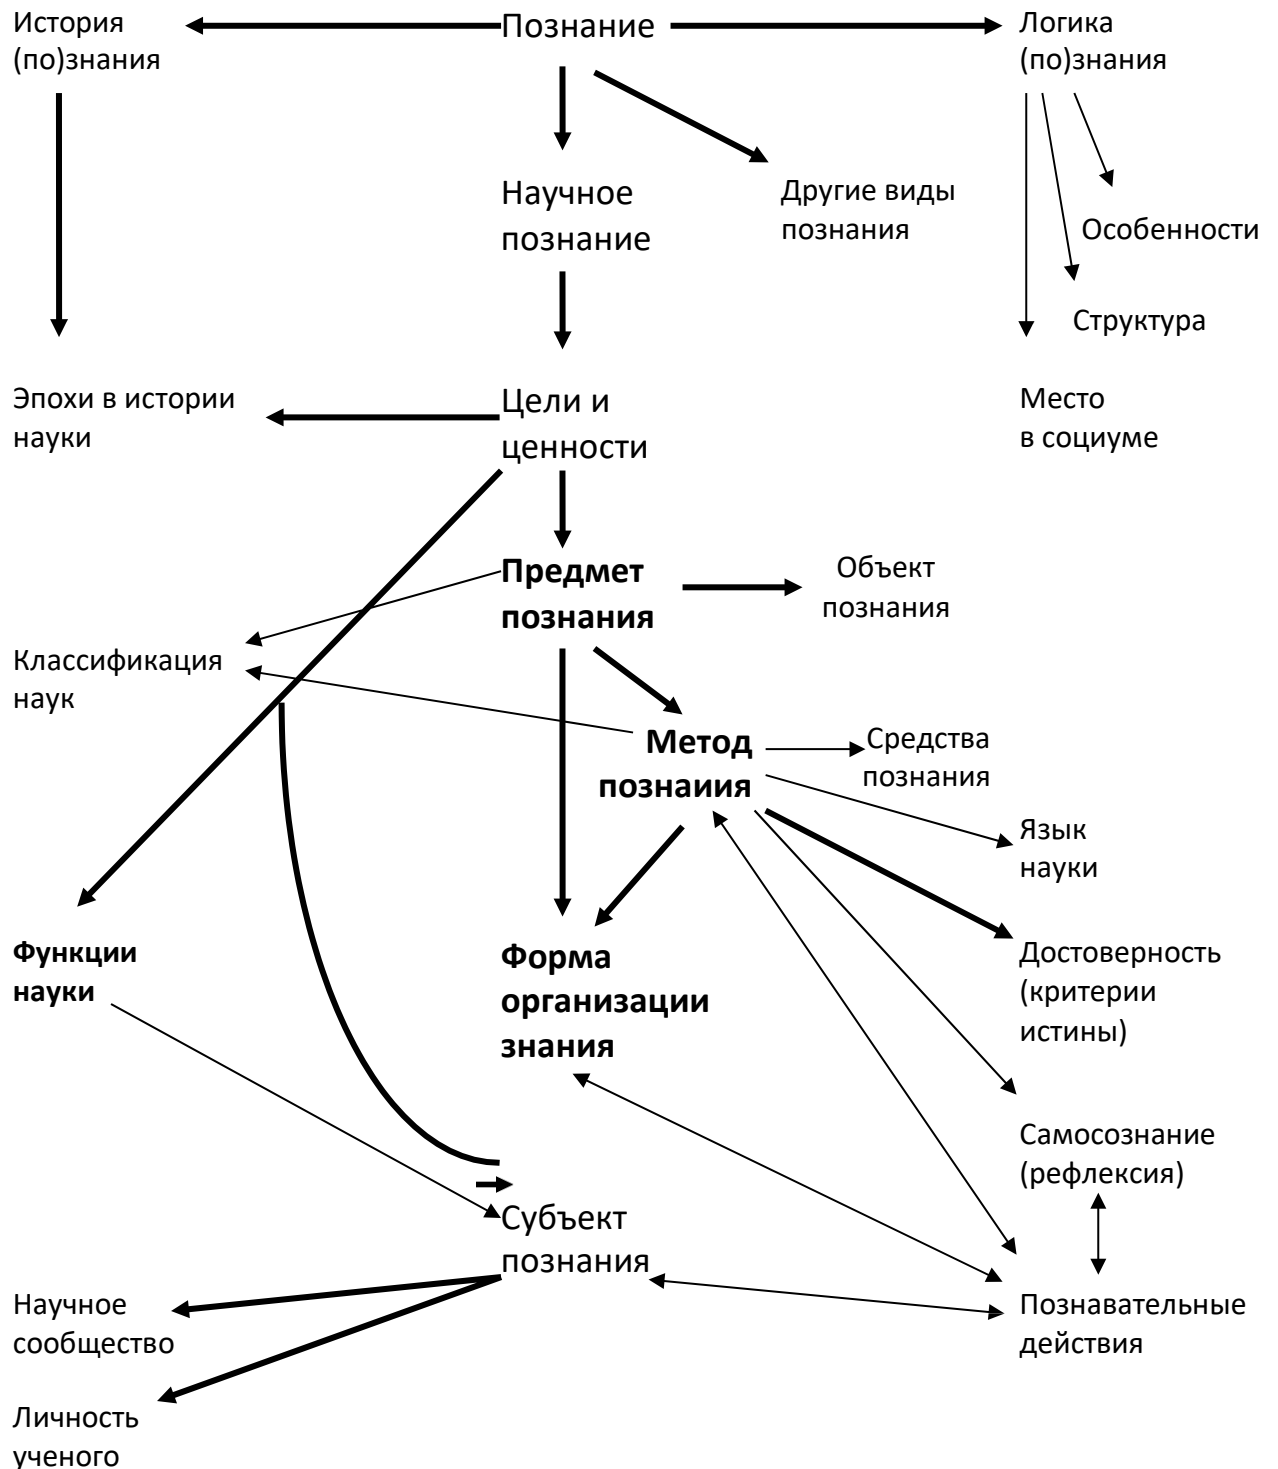 История
(по)знания
Познание
Логика
(по)знания
Научное
познание
Другие виды
познания
Особенности
Структура
Эпохи в истории
науки
Цели и
ценности
Место
в социуме
Предмет
познания
Объект
познания
Классификация
наук
Метод
познаиия
Средства
познания
Язык
науки
Функции
науки
Форма
организации
знания
Достоверность
(критерии
истины)
Самосознание
(рефлексия)
Субъект
познания
Научное
сообщество
Познавательные
действия
Личность
ученого